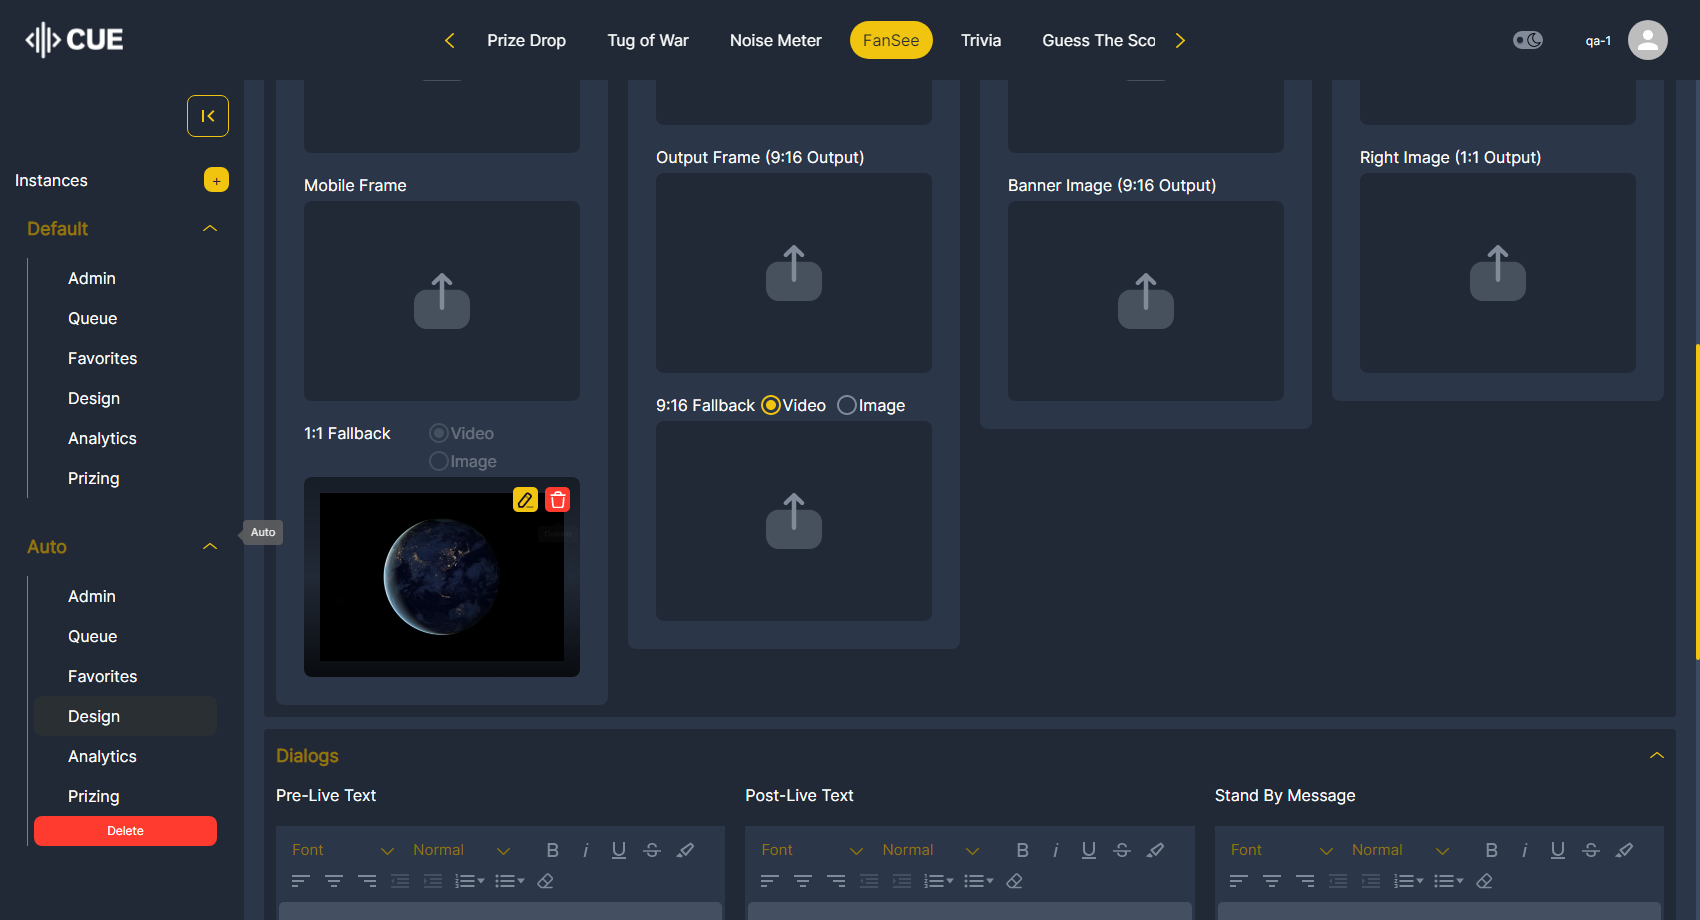 CUE
Prize Drop
Tug of War
Noise Meter
FanSee
Trivia
Guess The Sco
qa-1
Instances
+
Default
Admin
Queue
Favorites
Design
Analytics
Prizing
Auto
Auto
Admin
Queue
Favorites
Design
Analytics
Prizing
Delete
Mobile Frame
1:1 Fallback
Video
Image
Output Frame (9:16 Output)
9:16 Fallback Video Image
Banner Image (9:16 Output)
Right Image (1:1 Output)
Dialogs
Pre-Live Text
Font Normal B i U S
Post-Live Text
Font Normal B i U S
Stand By Message
Font Normal B i U S